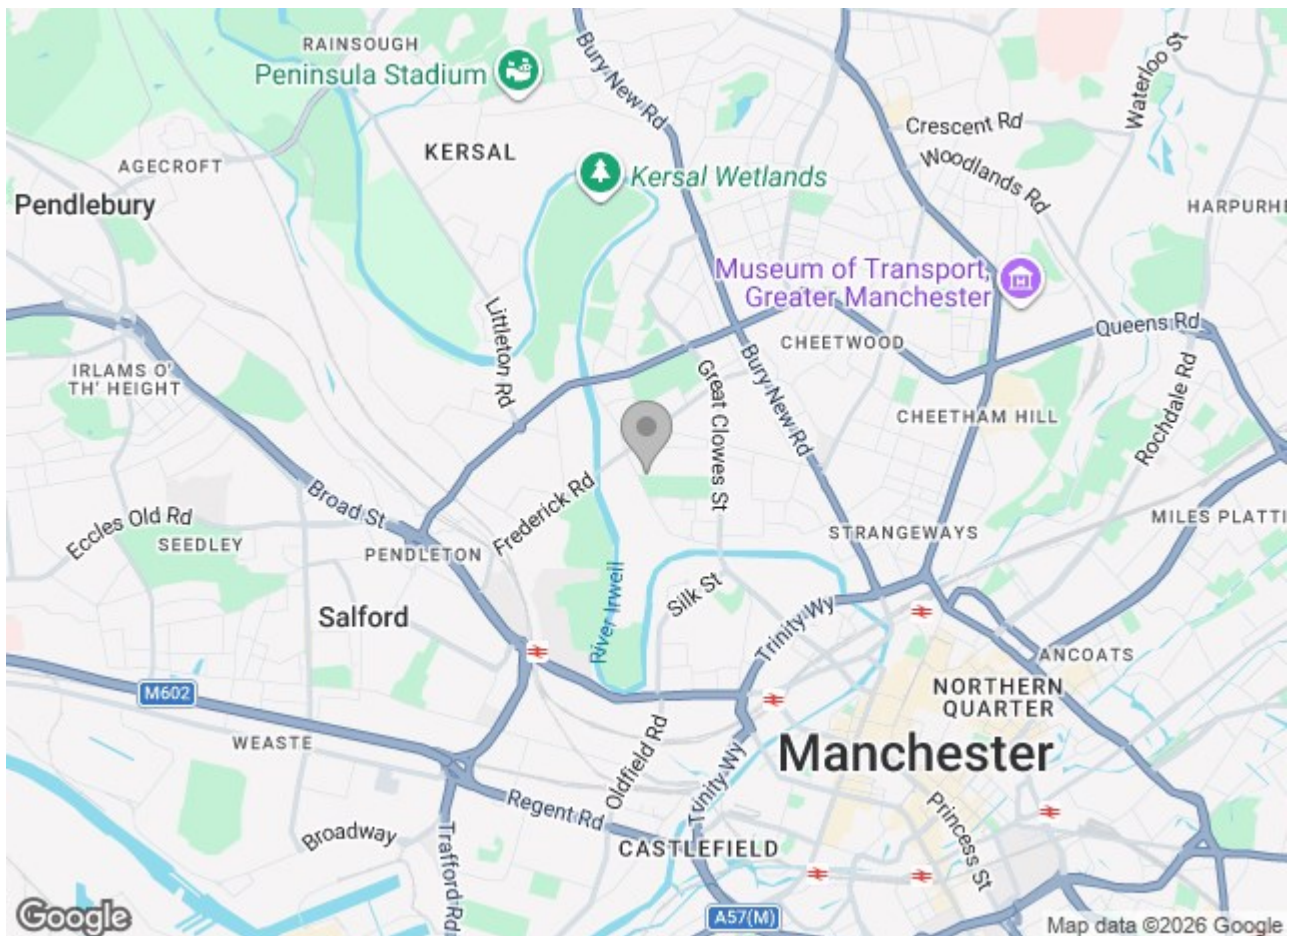 RAINSOUGH
Peninsula Stadium
Bury New Rd
Waterloo St
Crescent Rd
KERSAL
AGECROFT
Woodlands Rd
Kersal Wetlands
Pendlebury
HARPURHE
Museum of Transport,
Greater Manchester
Littleton Rd
Queens Rd
CHEETWOOD
IRLAMS O'
TH' HEIGHT
Great Clowes St
Bury New Rd
Rochdale Rd
CHEETHAM HILL
Broad St
Frederick Rd
Eccles Old Rd
SEEDLEY
PENDLETON
STRANGEWAYS
MILES PLATTI
River Irwell
Silk St
Salford
Trinity Wy
ANCOATS
M602
NORTHERN
QUARTER
WEASTE
Oldfield Rd
Manchester
Trinity Wy
Regent Rd
Princess St
Broadway
Trafford Rd
CASTLEFIELD
A57(M)
Google
Map data ©2026 Google